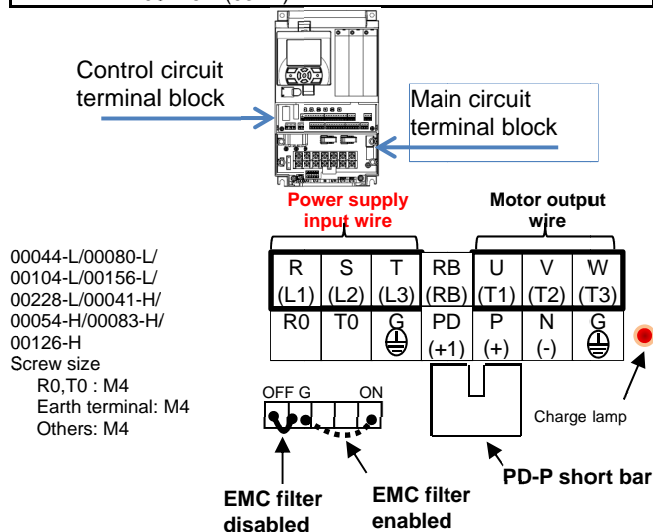 Control circuit
terminal block
Main circuit
terminal block
Power supply
input wire
Motor output
wire
00044-L/00080-L/
00104-L/00156-L/
00228-L/00041-H/
00054-H/00083-H/
00126-H
Screw size
R0,T0 : M4
Earth terminal: M4
Others: M4
R S T RB U V W
(L1) (L2) (L3) (RB) (T1) (T2) (T3)
R0 T0 G PD P N G
(+1) (+) (-)
OFF G ON
Charge lamp
PD-P short bar
EMC filter
disabled
EMC filter
enabled